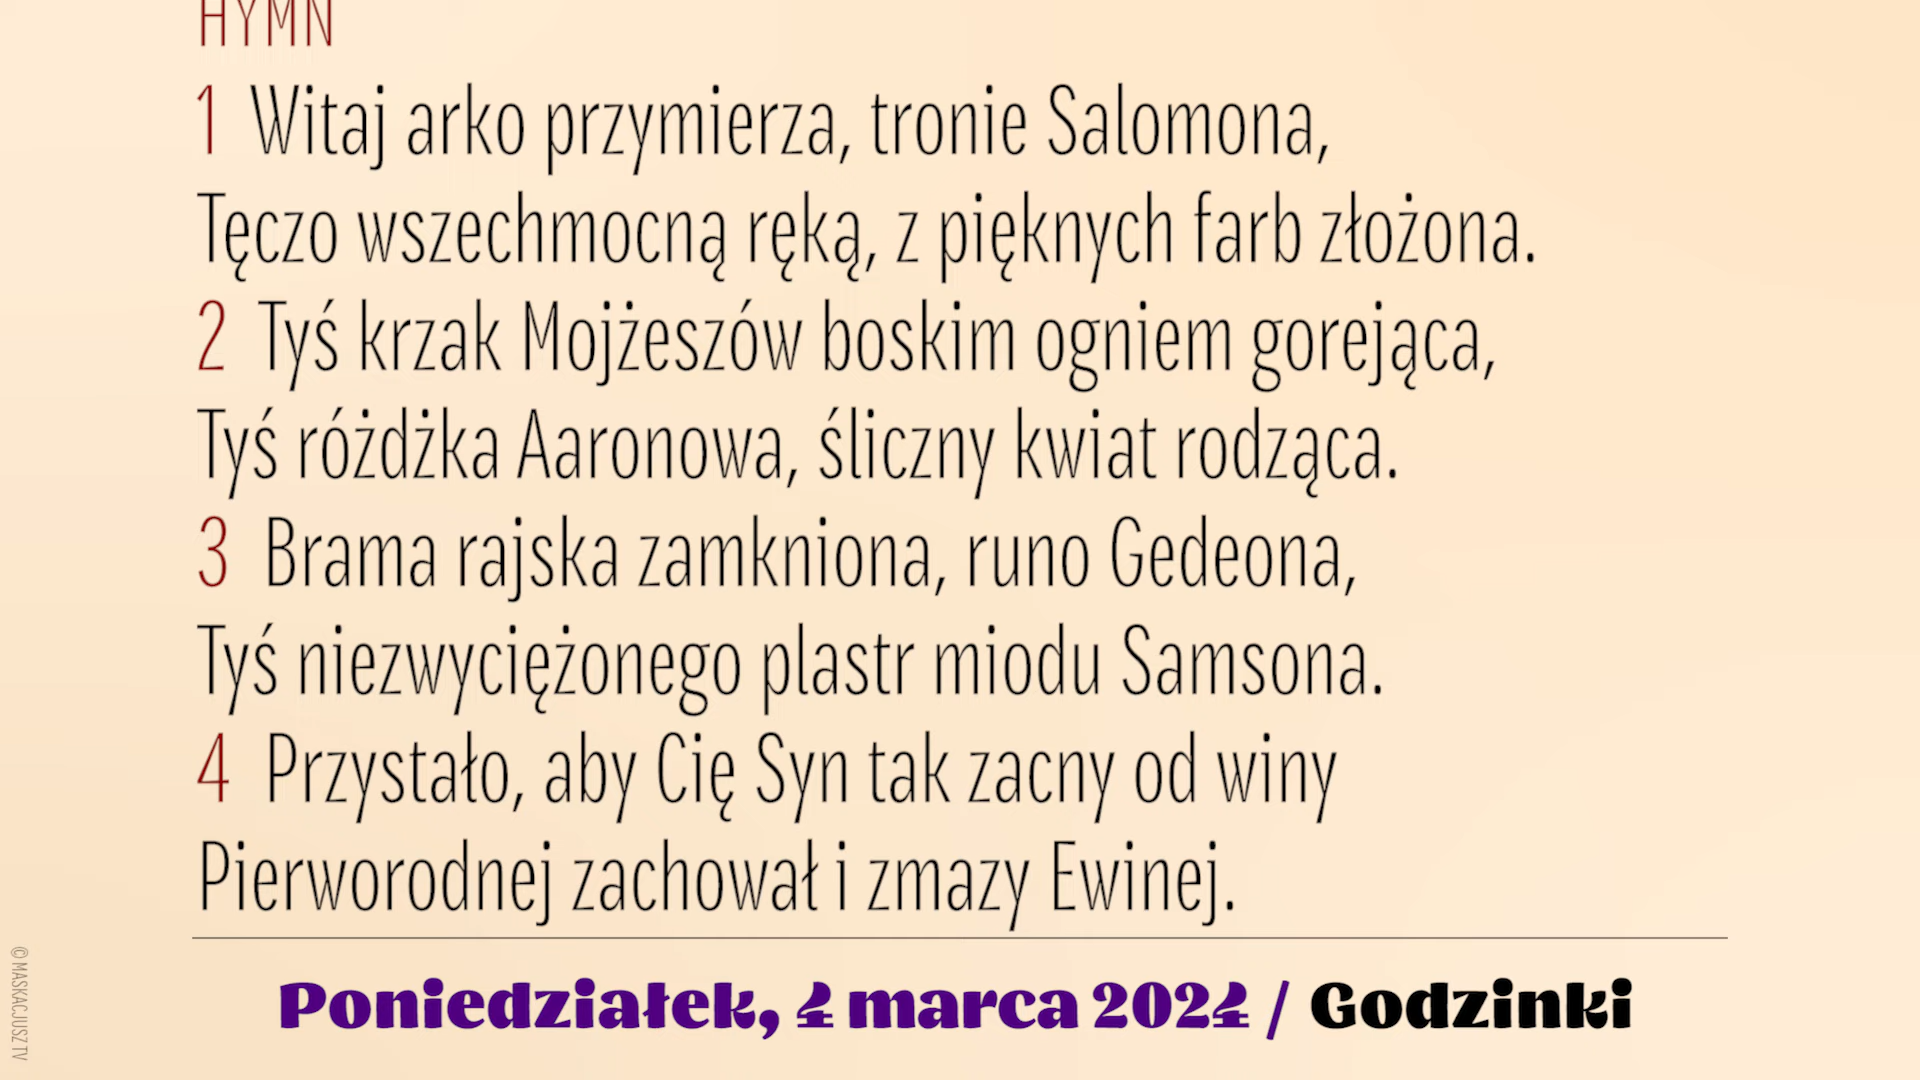 HYMN
1 Witaj arko przymierza, tronie Salomona,
Tęczo wszechmocną ręką, z pięknych farb złożona.
2 Tyś krzak Mojżeszów boskim ogniem gorejąca,
Tyś różdżka Aaronowa, śliczny kwiat rodząca.
3 Brama rajska zamkniona, runo Gedeona,
Tyś niezwyciężonego plastr miodu Samsona.
4 Przystało, aby Cię Syn tak zacny od winy
Pierworodnej zachował i zmazy Ewinej.
Poniedziałek, 4 marca 2024 / Godzinki
© MASKACJUSZ TV